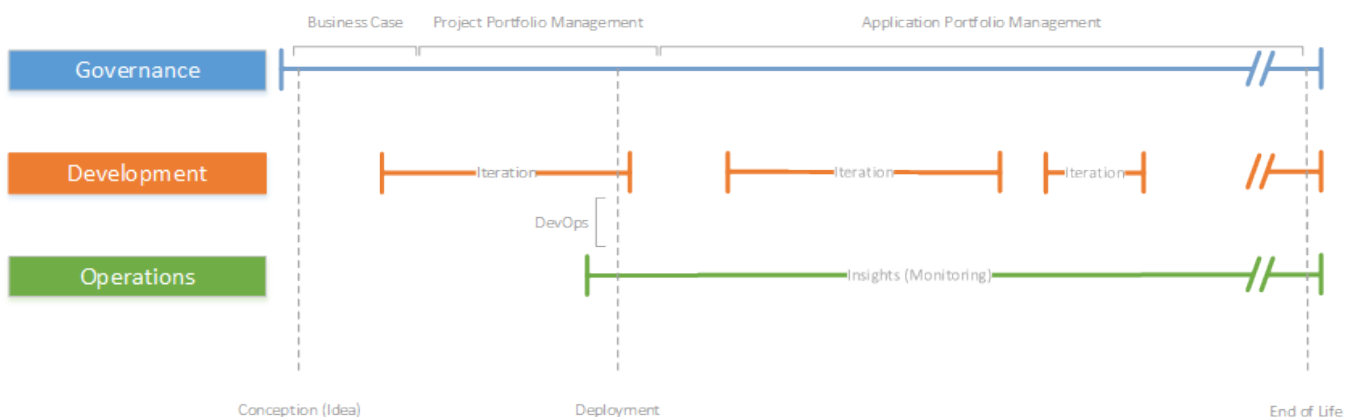 Business Case
Project Portfolio Management
Application Portfolio Management
Governance
Development
Iteration
Iteration
Iteration
DevOps
Operations
Insights (Monitoring)
Conception (Idea)
Deployment
End of Life